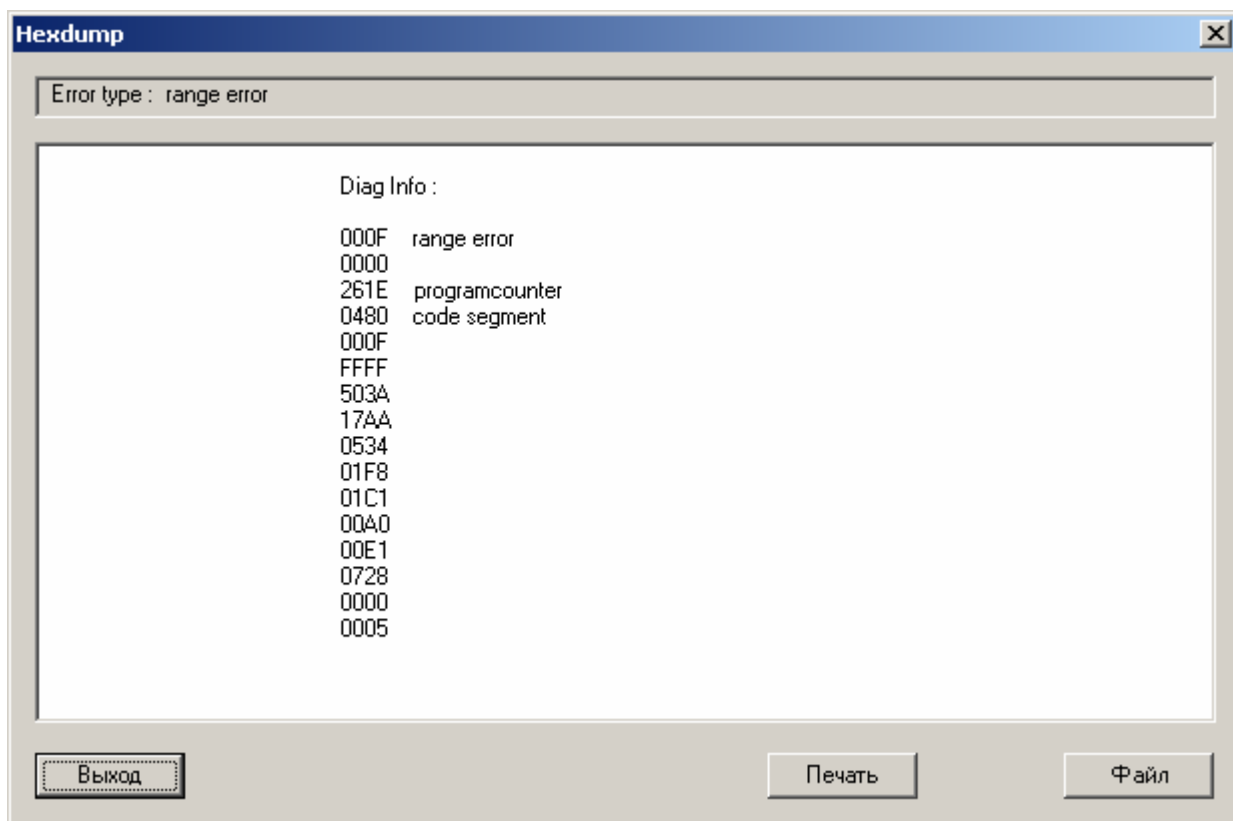 Hexdump
Error type : range error
Diag Info :
000F range error
0000
261E programcounter
0480 code segment
000F
FFFF
503A
17AA
0534
01F8
01C1
00A0
00E1
0728
0000
0005
Выход Печать Файл